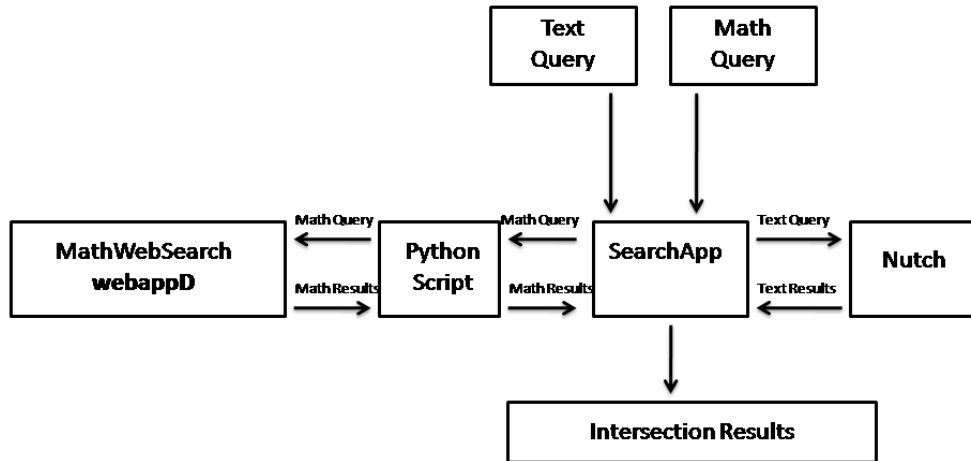 Text
Query
Math
Query
Math Query
Math Query
Text Query
MathWebSearch
webappD
Python
Script
SearchApp
Nutch
Math Results
Math Results
Text Results
Intersection Results